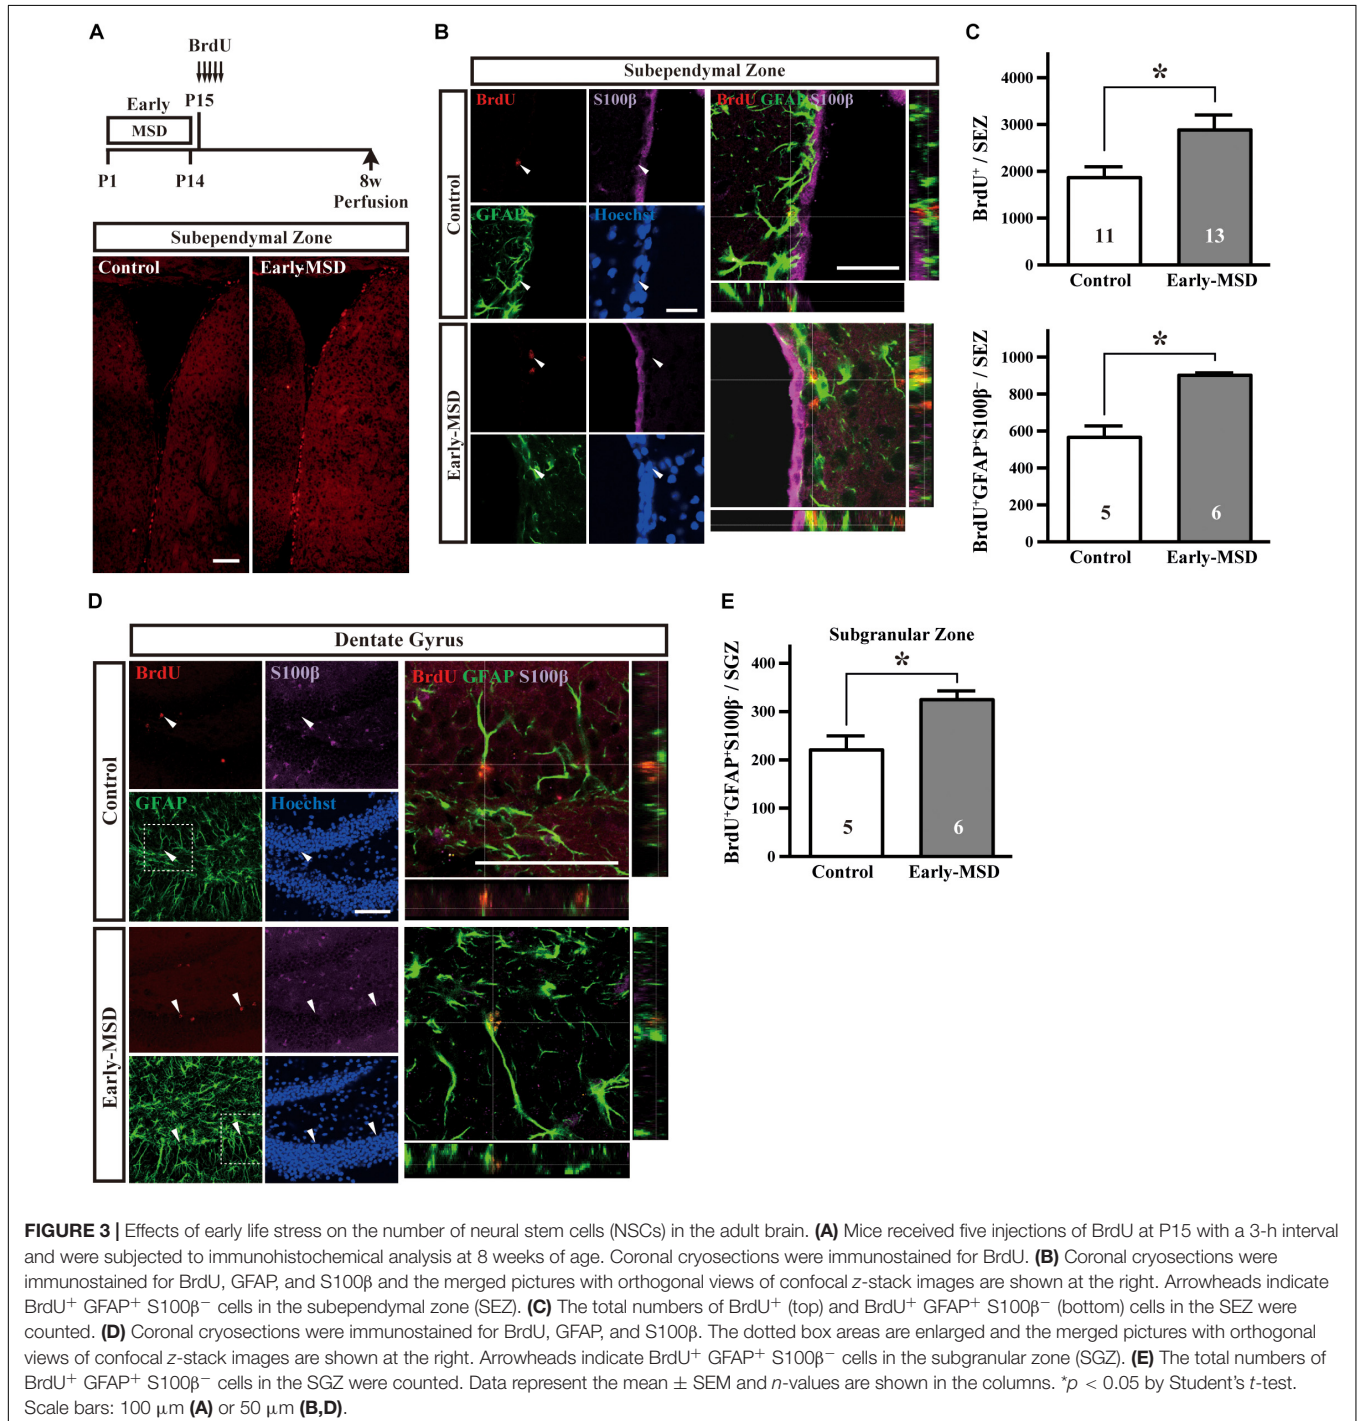 A
BrdU
Early
P15
MSD
P1
P14
8w
Perfusion
Subependymal Zone
Control
Early-MSD
B
Subependymal Zone
Control
BrdU
S100β
BrdU GFAP S100β
GFAP
Hoechst
Early-MSD
C
BrdU⁺ / SEZ
4000
3000
2000
1000
0
*
11
13
Control
Early-MSD
BrdU⁺GFAP⁺S100β⁻ / SEZ
1000
800
600
400
200
0
*
5
6
Control
Early-MSD
D
Dentate Gyrus
Control
BrdU
S100β
BrdU GFAP S100β
GFAP
Hoechst
Early-MSD
E
Subgranular Zone
BrdU⁺GFAP⁺S100β⁻ / SGZ
400
300
200
100
0
*
5
6
Control
Early-MSD
FIGURE 3 | Effects of early life stress on the number of neural stem cells (NSCs) in the adult brain. (A) Mice received five injections of BrdU at P15 with a 3-h interval
and were subjected to immunohistochemical analysis at 8 weeks of age. Coronal cryosections were immunostained for BrdU. (B) Coronal cryosections were
immunostained for BrdU, GFAP, and S100β and the merged pictures with orthogonal views of confocal z-stack images are shown at the right. Arrowheads indicate
BrdU⁺ GFAP⁺ S100β⁻ cells in the subependymal zone (SEZ). (C) The total numbers of BrdU⁺ (top) and BrdU⁺ GFAP⁺ S100β⁻ (bottom) cells in the SEZ were
counted. (D) Coronal cryosections were immunostained for BrdU, GFAP, and S100β. The dotted box areas are enlarged and the merged pictures with orthogonal
views of confocal z-stack images are shown at the right. Arrowheads indicate BrdU⁺ GFAP⁺ S100β⁻ cells in the subgranular zone (SGZ). (E) The total numbers of
BrdU⁺ GFAP⁺ S100β⁻ cells in the SGZ were counted. Data represent the mean ± SEM and n-values are shown in the columns. *p < 0.05 by Student's t-test.
Scale bars: 100 μm (A) or 50 μm (B,D).